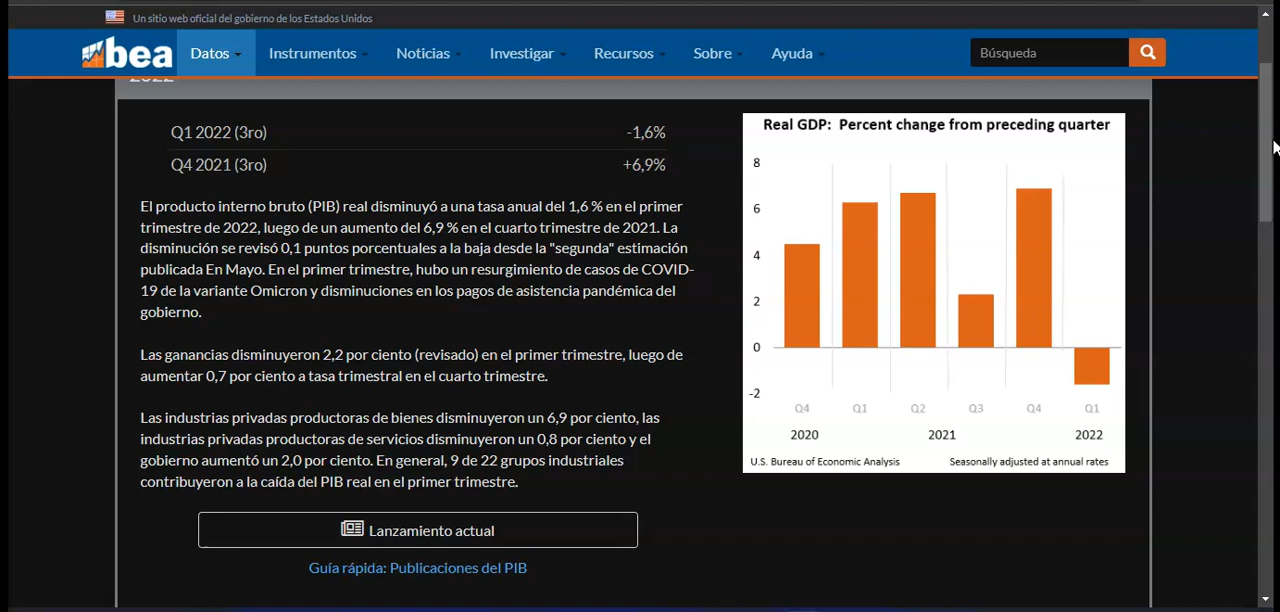 Un sitio web oficial del gobierno de los Estados Unidos
bea Datos Instrumentos Noticias Investigar Recursos Sobre Ayuda Búsqueda
2022
Q1 2022 (3ro) -1,6%
Q4 2021 (3ro) +6,9%
El producto interno bruto (PIB) real disminuyó a una tasa anual del 1,6 % en el primer
trimestre de 2022, luego de un aumento del 6,9 % en el cuarto trimestre de 2021. La
disminución se revisó 0,1 puntos porcentuales a la baja desde la "segunda" estimación
publicada En Mayo. En el primer trimestre, hubo un resurgimiento de casos de COVID-
19 de la variante Omicron y disminuciones en los pagos de asistencia pandémica del
gobierno.
Las ganancias disminuyeron 2,2 por ciento (revisado) en el primer trimestre, luego de
aumentar 0,7 por ciento a tasa trimestral en el cuarto trimestre.
Las industrias privadas productoras de bienes disminuyeron un 6,9 por ciento, las
industrias privadas productoras de servicios disminuyeron un 0,8 por ciento y el
gobierno aumentó un 2,0 por ciento. En general, 9 de 22 grupos industriales
contribuyeron a la caída del PIB real en el primer trimestre.
Lanzamiento actual
Guía rápida: Publicaciones del PIB
Real GDP: Percent change from preceding quarter
8
6
4
2
0
-2
Q4 Q1 Q2 Q3 Q4 Q1
2020 2021 2022
U.S. Bureau of Economic Analysis Seasonally adjusted at annual rates